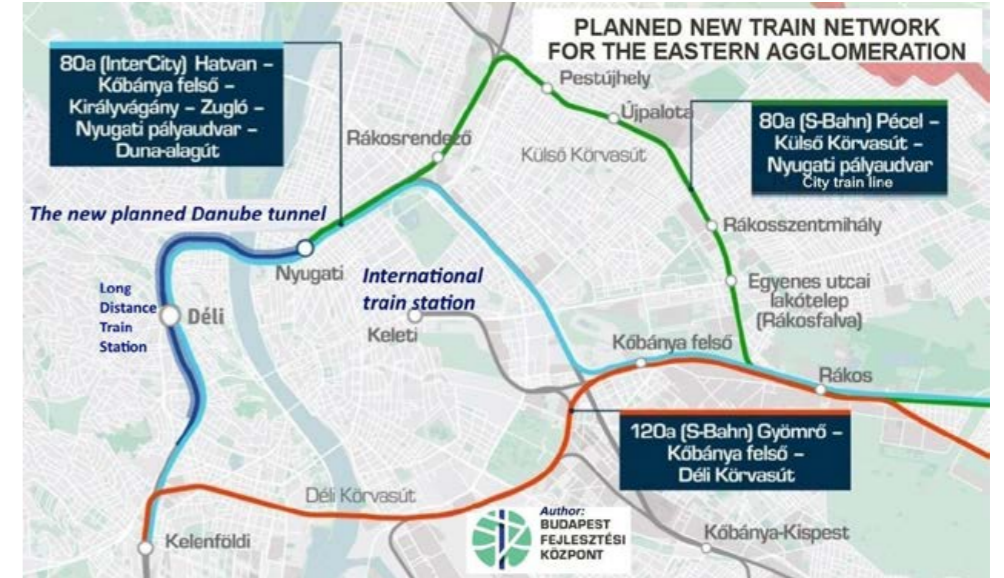 PLANNED NEW TRAIN NETWORK
FOR THE EASTERN AGGLOMERATION
80a (InterCity) Hatvan –
Kőbánya felső –
Királyvágány – Zugló –
Nyugati pályaudvar –
Duna-alagút
Pestújhely
Újpalota
Rákosrendező
Külső Körvasút
80a (S-Bahn) Pécel –
Külső Körvasút –
Nyugati pályaudvar
City train line
The new planned Danube tunnel
Rákosszentmihály
Nyugati
International
train station
Egyenes utcai
lakótelep
(Rákosfalva)
Long
Distance
Train
Station
Déli
Keleti
Kőbánya felső
Rákos
120a (S-Bahn) Gyömrő –
Kőbánya felső –
Déli Körvasút
Déli Körvasút
Kelenföldi
Author:
BUDAPEST
FEJLESZTÉSI
KÖZPONT
Kőbánya-Kispest